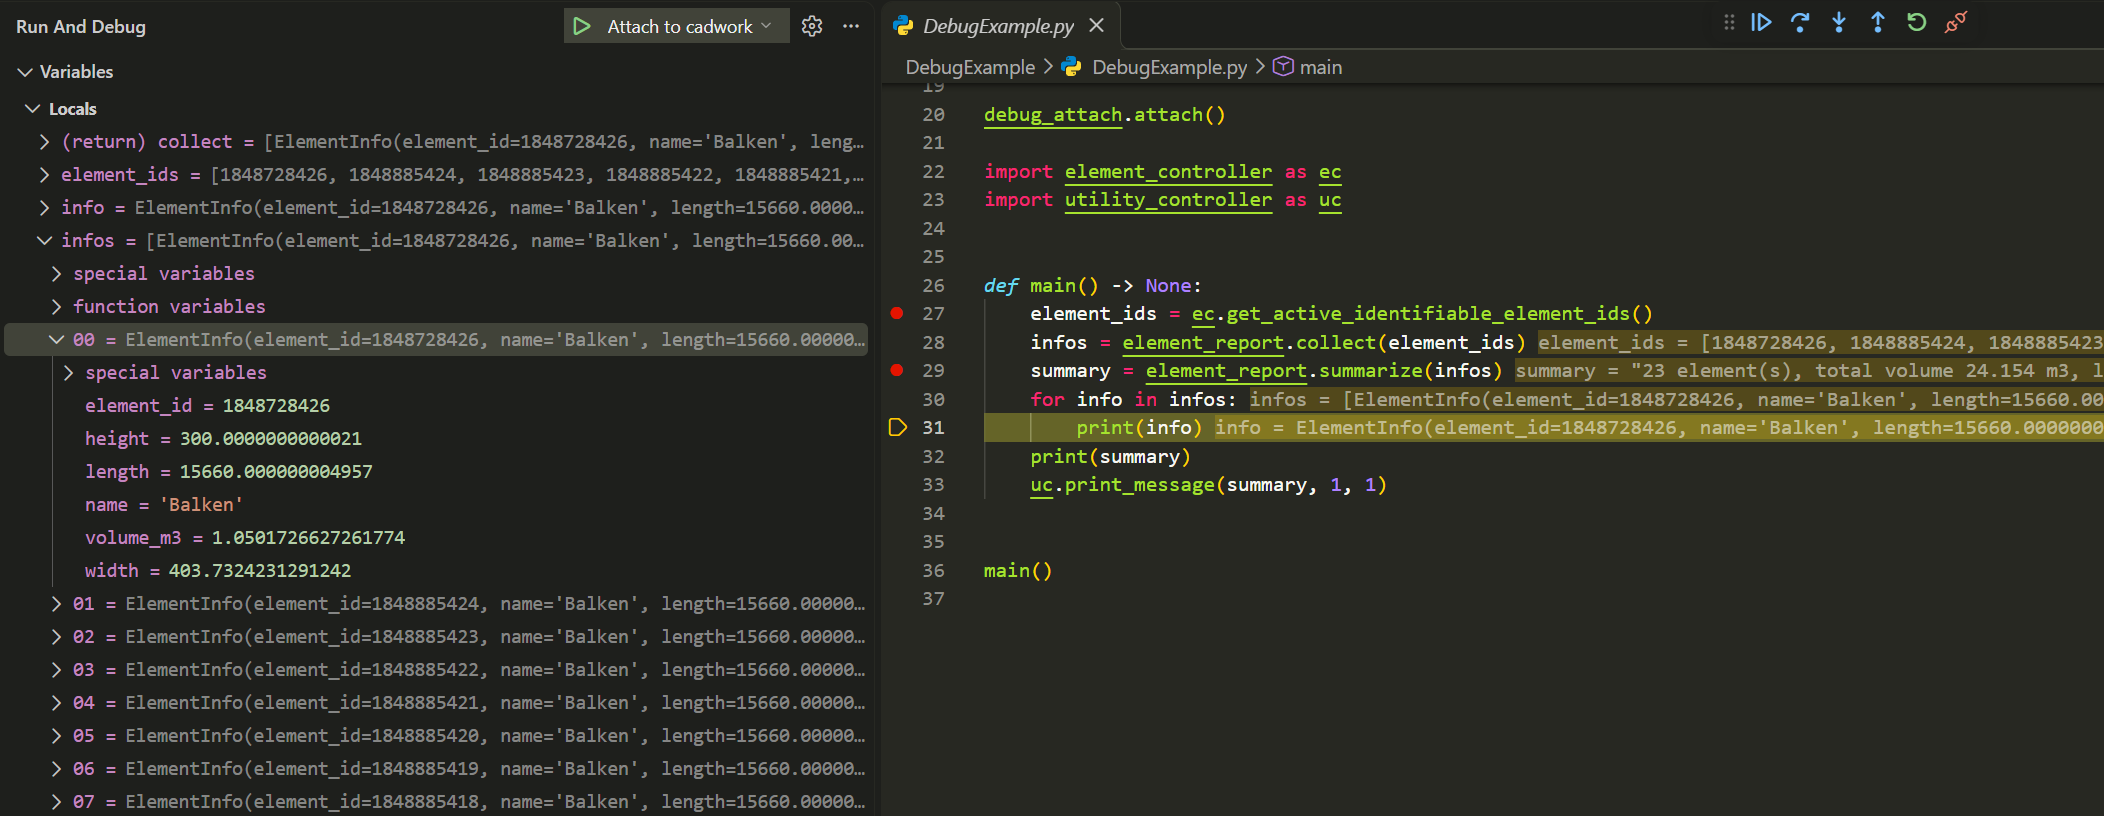 Run And Debug
Attach to cadwork
Variables
Locals
(return) collect = [ElementInfo(element_id=1848728426, name='Balken', leng…
element_ids = [1848728426, 1848885424, 1848885423, 1848885422, 1848885421,…
info = ElementInfo(element_id=1848728426, name='Balken', length=15660.0000…
infos = [ElementInfo(element_id=1848728426, name='Balken', length=15660.00…
special variables
function variables
00 = ElementInfo(element_id=1848728426, name='Balken', length=15660.00000…
special variables
element_id = 1848728426
height = 300.0000000000021
length = 15660.000000004957
name = 'Balken'
volume_m3 = 1.0501726627261774
width = 403.7324231291242
01 = ElementInfo(element_id=1848885424, name='Balken', length=15660.00000…
02 = ElementInfo(element_id=1848885423, name='Balken', length=15660.00000…
03 = ElementInfo(element_id=1848885422, name='Balken', length=15660.00000…
04 = ElementInfo(element_id=1848885421, name='Balken', length=15660.00000…
05 = ElementInfo(element_id=1848885420, name='Balken', length=15660.00000…
06 = ElementInfo(element_id=1848885419, name='Balken', length=15660.00000…
07 = ElementInfo(element_id=1848885418, name='Balken', length=15660.00000…
DebugExample.py
DebugExample > DebugExample.py > main
19
20 debug_attach.attach()
21
22 import element_controller as ec
23 import utility_controller as uc
24
25
26 def main() -> None:
27 element_ids = ec.get_active_identifiable_element_ids()
28 infos = element_report.collect(element_ids) element_ids = [1848728426, 1848885424, 1848885423
29 summary = element_report.summarize(infos) summary = "23 element(s), total volume 24.154 m3, l
30 for info in infos: infos = [ElementInfo(element_id=1848728426, name='Balken', length=15660.00
31 print(info) info = ElementInfo(element_id=1848728426, name='Balken', length=15660.0000000
32 print(summary)
33 uc.print_message(summary, 1, 1)
34
35
36 main()
37